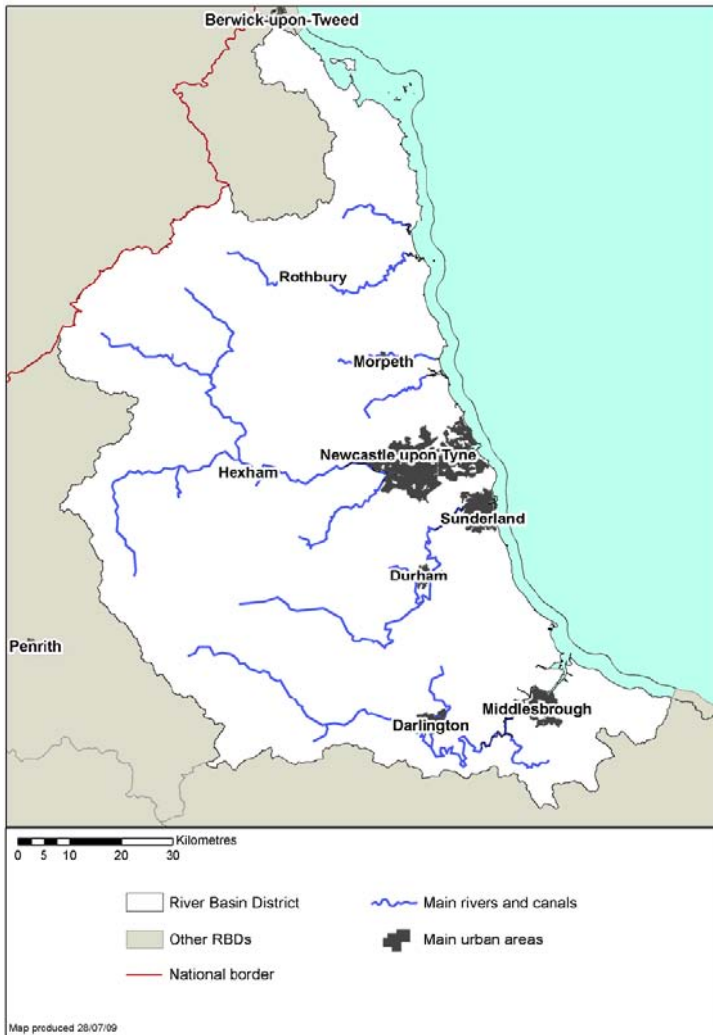 Berwick-upon-Tweed
Rothbury
Morpeth
Newcastle upon Tyne
Hexham
Sunderland
Durham
Penrith
Middlesbrough
Darlington
Kilometres
0 5 10 20 30
River Basin District
Main rivers and canals
Other RBDs
Main urban areas
National border
Map produced 28/07/09